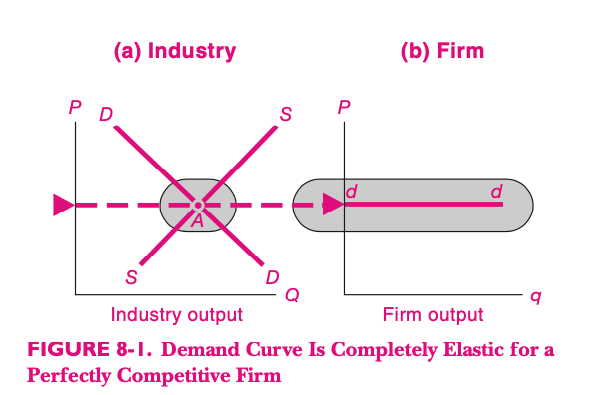 (a) Industry
(b) Firm
P
D
S
P
d
d
A
S
D
Q
q
Industry output
Firm output
FIGURE 8-1. Demand Curve Is Completely Elastic for a
Perfectly Competitive Firm